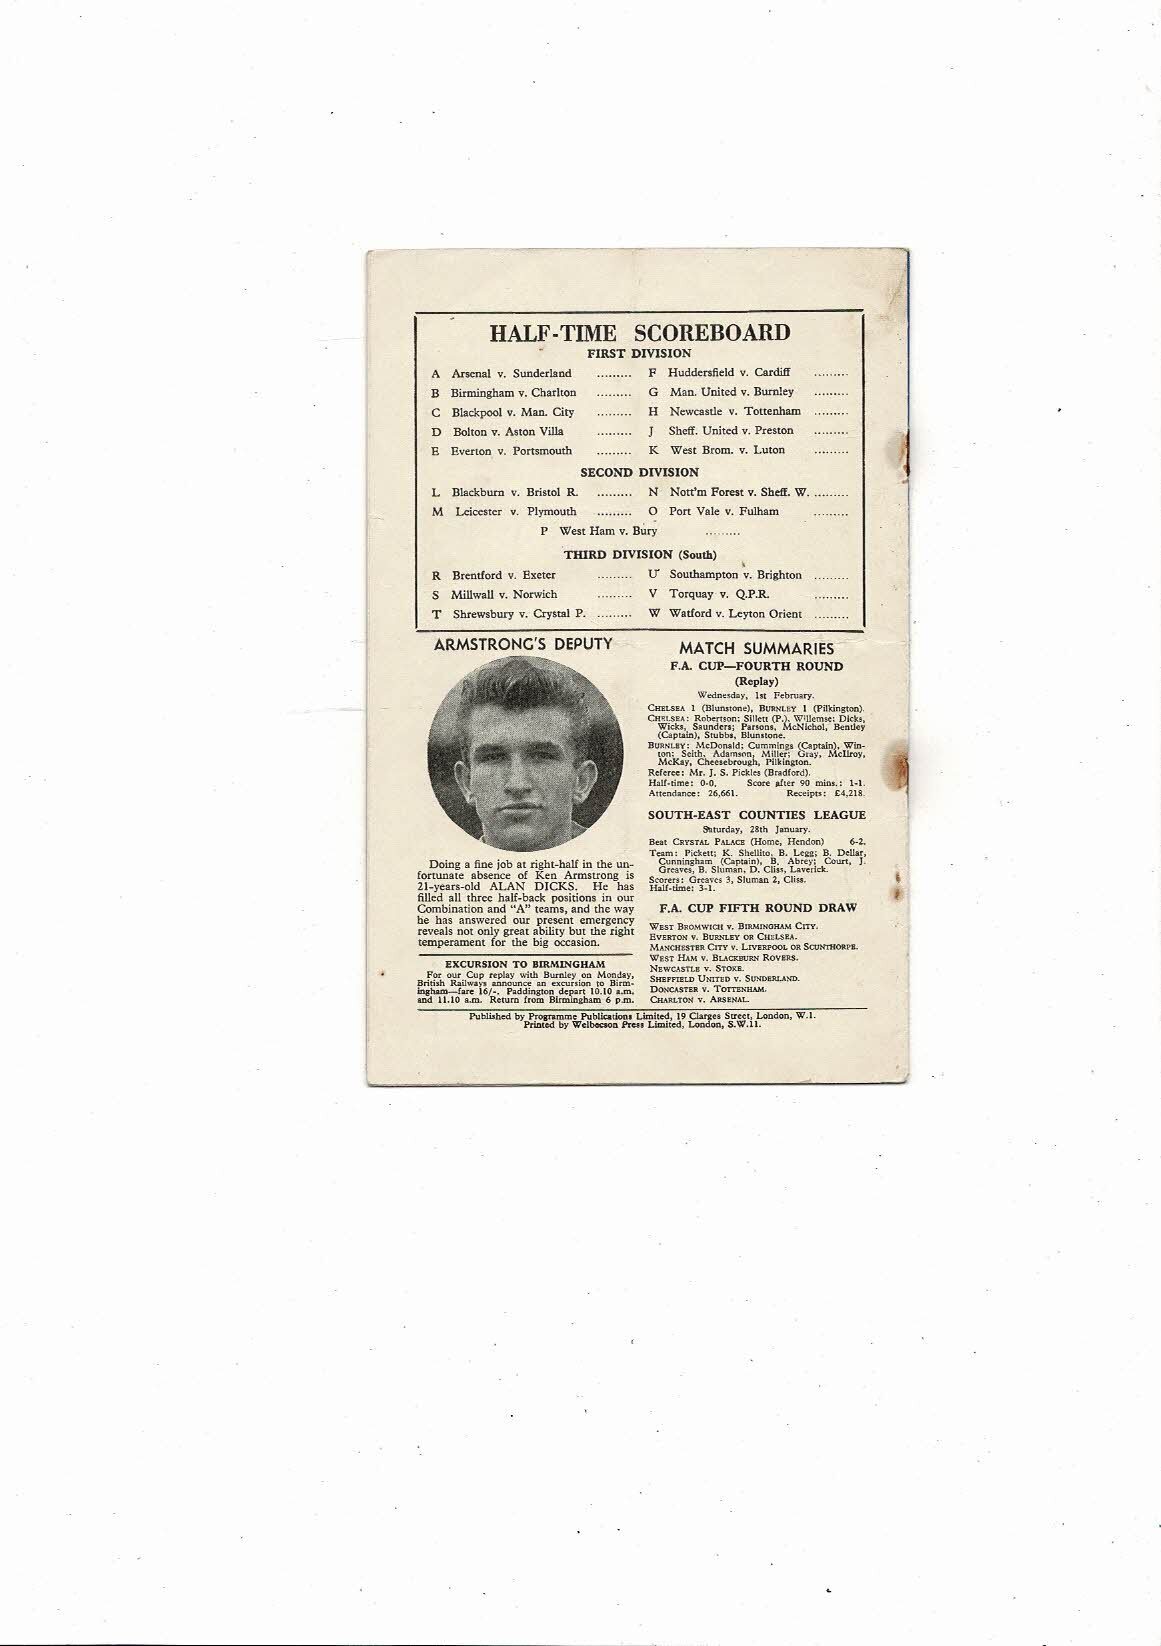 HALF-TIME SCOREBOARD
FIRST DIVISION
A Arsenal v. Sunderland ......... F Huddersfield v. Cardiff .........
B Birmingham v. Charlton ......... G Man. United v. Burnley .........
C Blackpool v. Man. City ......... H Newcastle v. Tottenham .........
D Bolton v. Aston Villa ......... J Sheff. United v. Preston .........
E Everton v. Portsmouth ......... K West Brom. v. Luton .........
SECOND DIVISION
L Blackburn v. Bristol R. ......... N Nott'm Forest v. Sheff. W. .........
M Leicester v. Plymouth ......... O Port Vale v. Fulham .........
P West Ham v. Bury .........
THIRD DIVISION (South)
R Brentford v. Exeter ......... U Southampton v. Brighton .........
S Millwall v. Norwich ......... V Torquay v. Q.P.R. .........
T Shrewsbury v. Crystal P. ......... W Watford v. Leyton Orient .........
ARMSTRONG'S DEPUTY
Doing a fine job at right-half in the un-
fortunate absence of Ken Armstrong is
21-years-old ALAN DICKS. He has
filled all three half-back positions in our
Combination and "A" teams, and the way
he has answered our present emergency
reveals not only great ability but the right
temperament for the big occasion.
EXCURSION TO BIRMINGHAM
For our Cup replay with Burnley on Monday,
British Railways announce an excursion to Birm-
ingham—fare 16/-. Paddington depart 10.10 a.m.
and 11.10 a.m. Return from Birmingham 6 p.m.
MATCH SUMMARIES
F.A. CUP—FOURTH ROUND
(Replay)
Wednesday, 1st February.
CHELSEA 1 (Blunstone), BURNLEY 1 (Pilkington).
CHELSEA: Robertson; Sillett (P.), Willemse; Dicks,
Wicks, Saunders; Parsons, McNichol, Bentley
(Captain), Stubbs, Blunstone.
BURNLEY: McDonald; Cummings (Captain), Win-
ton; Seith, Adamson, Miller; Gray, McIlroy,
McKay, Cheesebrough, Pilkington.
Referee: Mr. J. S. Pickles (Bradford).
Half-time: 0-0, Score after 90 mins.: 1-1.
Attendance: 26,661. Receipts: £4,218.
SOUTH-EAST COUNTIES LEAGUE
Saturday, 28th January.
Beat CRYSTAL PALACE (Home, Hendon) 6-2.
Team: Pickett; K. Shellito, B. Legg; B. Dellar,
Cunningham (Captain), B. Abrey; Court, J.
Greaves, B. Sluman, D. Cliss, Laverick.
Scorers: Greaves 3, Sluman 2, Cliss.
Half-time: 3-1.
F.A. CUP FIFTH ROUND DRAW
WEST BROMWICH V. BIRMINGHAM CITY.
EVERTON V. BURNLEY OR CHELSEA.
MANCHESTER CITY V. LIVERPOOL OR SCUNTHORPE.
WEST HAM V. BLACKBURN ROVERS.
NEWCASTLE V. STOKE.
SHEFFIELD UNITED V. SUNDERLAND.
DONCASTER V. TOTTENHAM.
CHARLTON V. ARSENAL.
Published by Programme Publications Limited, 19 Clarges Street, London, W.1.
Printed by Welbecson Press Limited, London, S.W.11.